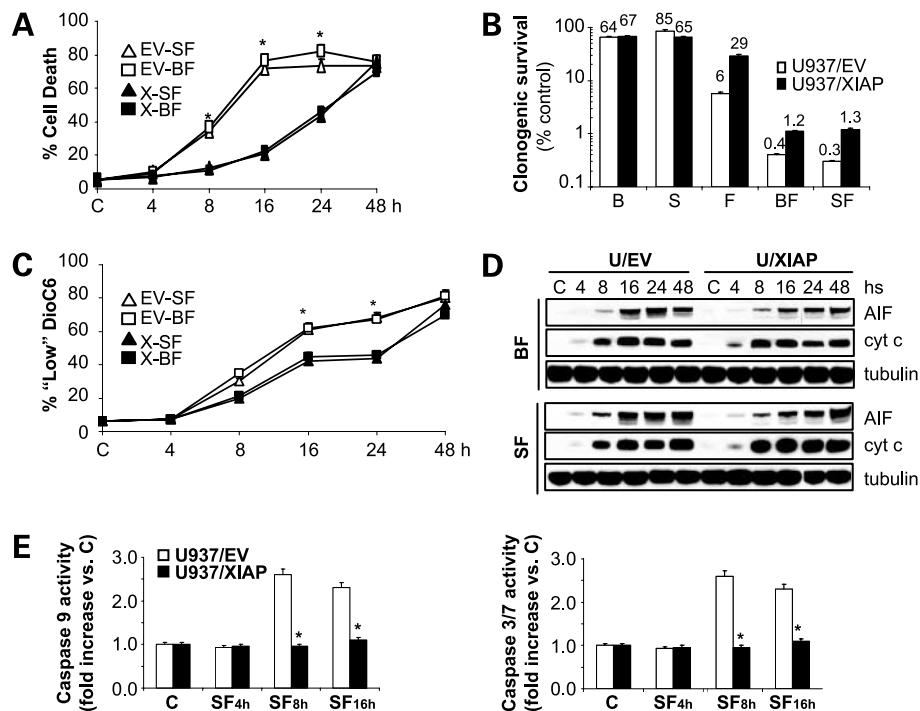 A
% Cell Death
100
80
60
40
20
0
EV-SF
EV-BF
X-SF
X-BF
* * *
C 4 8 16 24 48 h
B
Clonogenic survival
(% control)
100
10
1
0.1
64 67 85 65 6 29 0.4 1.2 0.3 1.3
U937/EV
U937/XIAP
B S F BF SF
C
% “Low” DioC6
100
80
60
40
20
0
EV-SF
EV-BF
X-SF
X-BF
* *
C 4 8 16 24 48 h
D
U/EV U/XIAP
C 4 8 16 24 48 C 4 8 16 24 48 hs
BF
AIF
cyt c
tubulin
SF
AIF
cyt c
tubulin
E
Caspase 9 activity
(fold increase vs. C)
3.0
2.0
1.0
0.0
U937/EV
U937/XIAP
* *
C SF4h SF8h SF16h
Caspase 3/7 activity
(fold increase vs. C)
3.0
2.0
1.0
0.0
* *
C SF4h SF8h SF16h